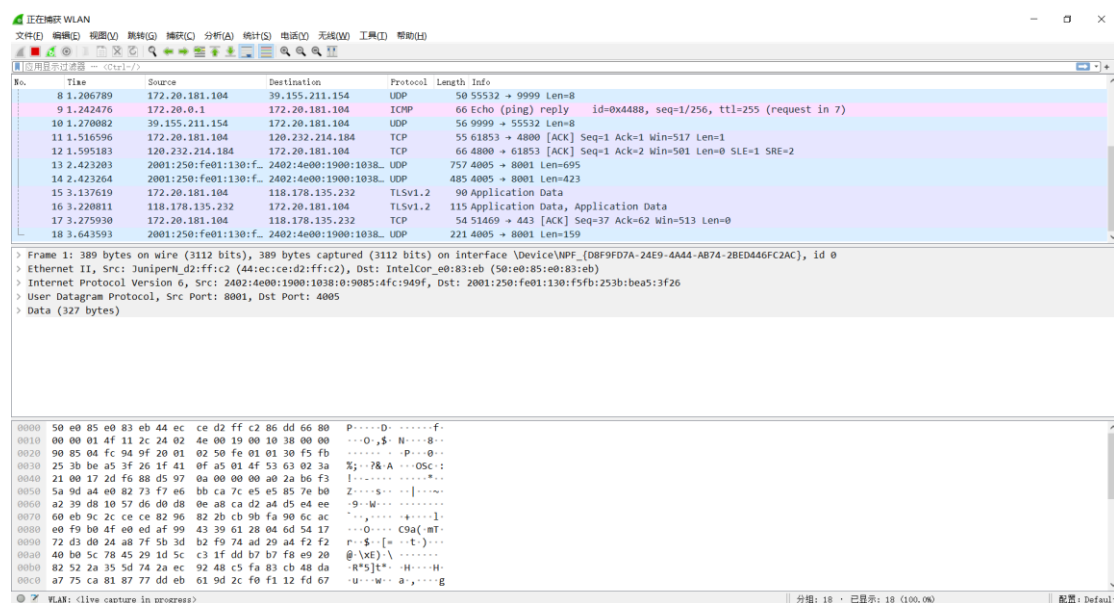 正在捕获 WLAN
文件(F) 编辑(E) 视图(V) 跳转(G) 捕获(C) 分析(A) 统计(S) 电话(Y) 无线(W) 工具(T) 帮助(H)
应用显示过滤器 … <Ctrl-/>
No. Time Source Destination Protocol Length Info
8 1.206789 172.20.181.104 39.155.211.154 UDP 50 55532 → 9999 Len=8
9 1.242476 172.20.0.1 172.20.181.104 ICMP 66 Echo (ping) reply id=0x4488, seq=1/256, ttl=255 (request in 7)
10 1.270082 39.155.211.154 172.20.181.104 UDP 56 9999 → 55532 Len=8
11 1.516596 172.20.181.104 120.232.214.184 TCP 55 61853 → 4800 [ACK] Seq=1 Ack=1 Win=517 Len=1
12 1.595183 120.232.214.184 172.20.181.104 TCP 66 4800 → 61853 [ACK] Seq=1 Ack=2 Win=501 Len=0 SLE=1 SRE=2
13 2.423203 2001:250:fe01:130:f… 2402:4e00:1900:1038… UDP 757 4005 → 8001 Len=695
14 2.423264 2001:250:fe01:130:f… 2402:4e00:1900:1038… UDP 485 4005 → 8001 Len=423
15 3.137619 172.20.181.104 118.178.135.232 TLSv1.2 90 Application Data
16 3.220811 118.178.135.232 172.20.181.104 TLSv1.2 115 Application Data, Application Data
17 3.275930 172.20.181.104 118.178.135.232 TCP 54 51469 → 443 [ACK] Seq=37 Ack=62 Win=513 Len=0
18 3.643593 2001:250:fe01:130:f… 2402:4e00:1900:1038… UDP 221 4005 → 8001 Len=159
> Frame 1: 389 bytes on wire (3112 bits), 389 bytes captured (3112 bits) on interface \Device\NPF_{D8F9FD7A-24E9-4A44-AB74-2BED446FC2AC}, id 0
> Ethernet II, Src: JuniperN_d2:ff:c2 (44:ec:ce:d2:ff:c2), Dst: IntelCor_e0:83:eb (50:e0:85:e0:83:eb)
> Internet Protocol Version 6, Src: 2402:4e00:1900:1038:0:9085:4fc:949f, Dst: 2001:250:fe01:130:f5fb:253b:bea5:3f26
> User Datagram Protocol, Src Port: 8001, Dst Port: 4005
> Data (327 bytes)
0000 50 e0 85 e0 83 eb 44 ec ce d2 ff c2 86 dd 66 80 P·····D· ······f·
0010 00 00 01 4f 11 2c 24 02 4e 00 19 00 10 38 00 00 ···O·,$· N····8··
0020 90 85 04 fc 94 9f 20 01 02 50 fe 01 01 30 f5 fb ······ · ·P···0··
0030 25 3b be a5 3f 26 1f 41 0f a5 01 4f 53 63 02 3a %;··?&·A ···OSc·:
0040 21 00 17 2d f6 88 d5 97 0a 00 00 00 a0 2a b6 f3 !··-···· ·····*··
0050 5a 9d a4 e0 82 73 f7 e6 bb ca 7c e5 e5 85 7e b0 Z····s·· ··|···~·
0060 a2 39 d8 10 57 d6 d0 d8 0e a8 ca d2 a4 d5 e4 ee ·9··W··· ········
0070 60 eb 9c 2c ce ce 82 96 82 2b cb 9b fa 90 6c ac `··,···· ·+····l·
0080 e0 f9 b0 4f e0 ed af 99 43 39 61 28 04 6d 54 17 ···O···· C9a(·mT·
0090 72 d3 d0 24 a8 7f 5b 3d b2 f9 74 ad 29 a4 f2 f2 r··$··[= ··t·)···
00a0 40 b0 5c 78 45 29 1d 5c c3 1f dd b7 b7 f8 e9 20 @·\xE)·\ ·······
00b0 82 52 2a 35 5d 74 2a ec 92 48 c5 fa 83 cb 48 da ·R*5]t*· ·H····H·
00c0 a7 75 ca 81 87 77 dd eb 61 9d 2c f0 f1 12 fd 67 ·u···w·· a·,····g
WLAN: <live capture in progress> 分组: 18 · 已显示: 18 (100.0%) 配置: Defaul